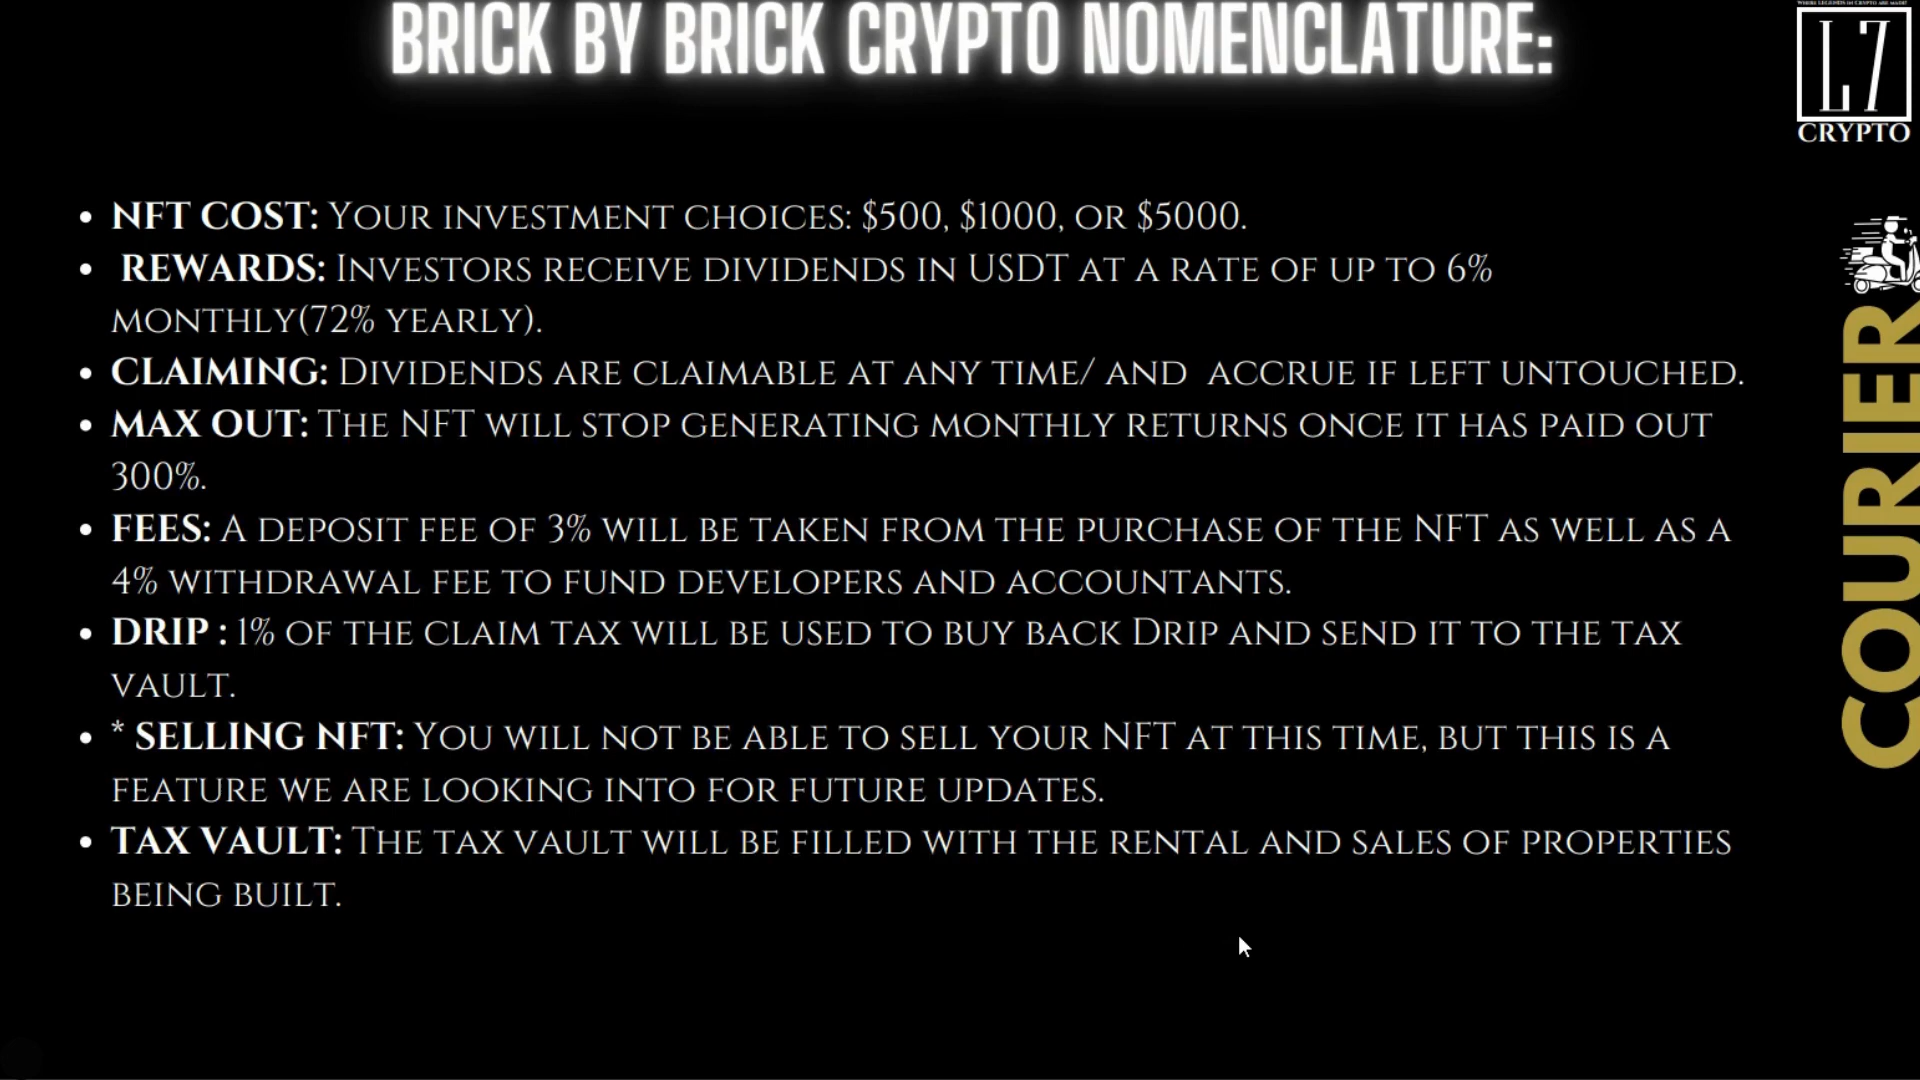 BRICK BY BRICK CRYPTO NOMENCLATURE:
WHERE LEGENDS IN CRYPTO ARE MADE!
L7
CRYPTO
• NFT COST: YOUR INVESTMENT CHOICES: $500, $1000, OR $5000.
• REWARDS: INVESTORS RECEIVE DIVIDENDS IN USDT AT A RATE OF UP TO 6%
MONTHLY(72% YEARLY).
• CLAIMING: DIVIDENDS ARE CLAIMABLE AT ANY TIME/ AND ACCRUE IF LEFT UNTOUCHED.
• MAX OUT: THE NFT WILL STOP GENERATING MONTHLY RETURNS ONCE IT HAS PAID OUT
300%.
• FEES: A DEPOSIT FEE OF 3% WILL BE TAKEN FROM THE PURCHASE OF THE NFT AS WELL AS A
4% WITHDRAWAL FEE TO FUND DEVELOPERS AND ACCOUNTANTS.
• DRIP : 1% OF THE CLAIM TAX WILL BE USED TO BUY BACK DRIP AND SEND IT TO THE TAX
VAULT.
• * SELLING NFT: YOU WILL NOT BE ABLE TO SELL YOUR NFT AT THIS TIME, BUT THIS IS A
FEATURE WE ARE LOOKING INTO FOR FUTURE UPDATES.
• TAX VAULT: THE TAX VAULT WILL BE FILLED WITH THE RENTAL AND SALES OF PROPERTIES
BEING BUILT.
COURIER